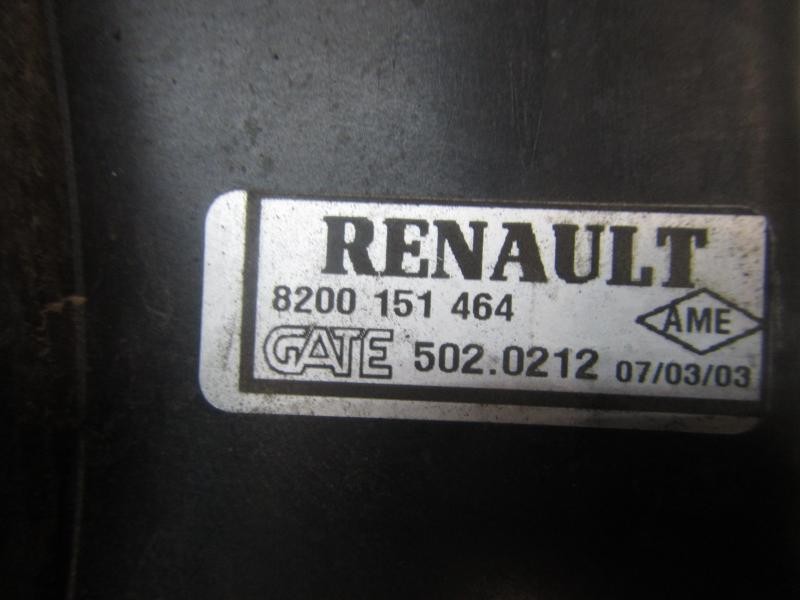 RENAULT
8200 151 464
AME
GATE 502.0212 07/03/03